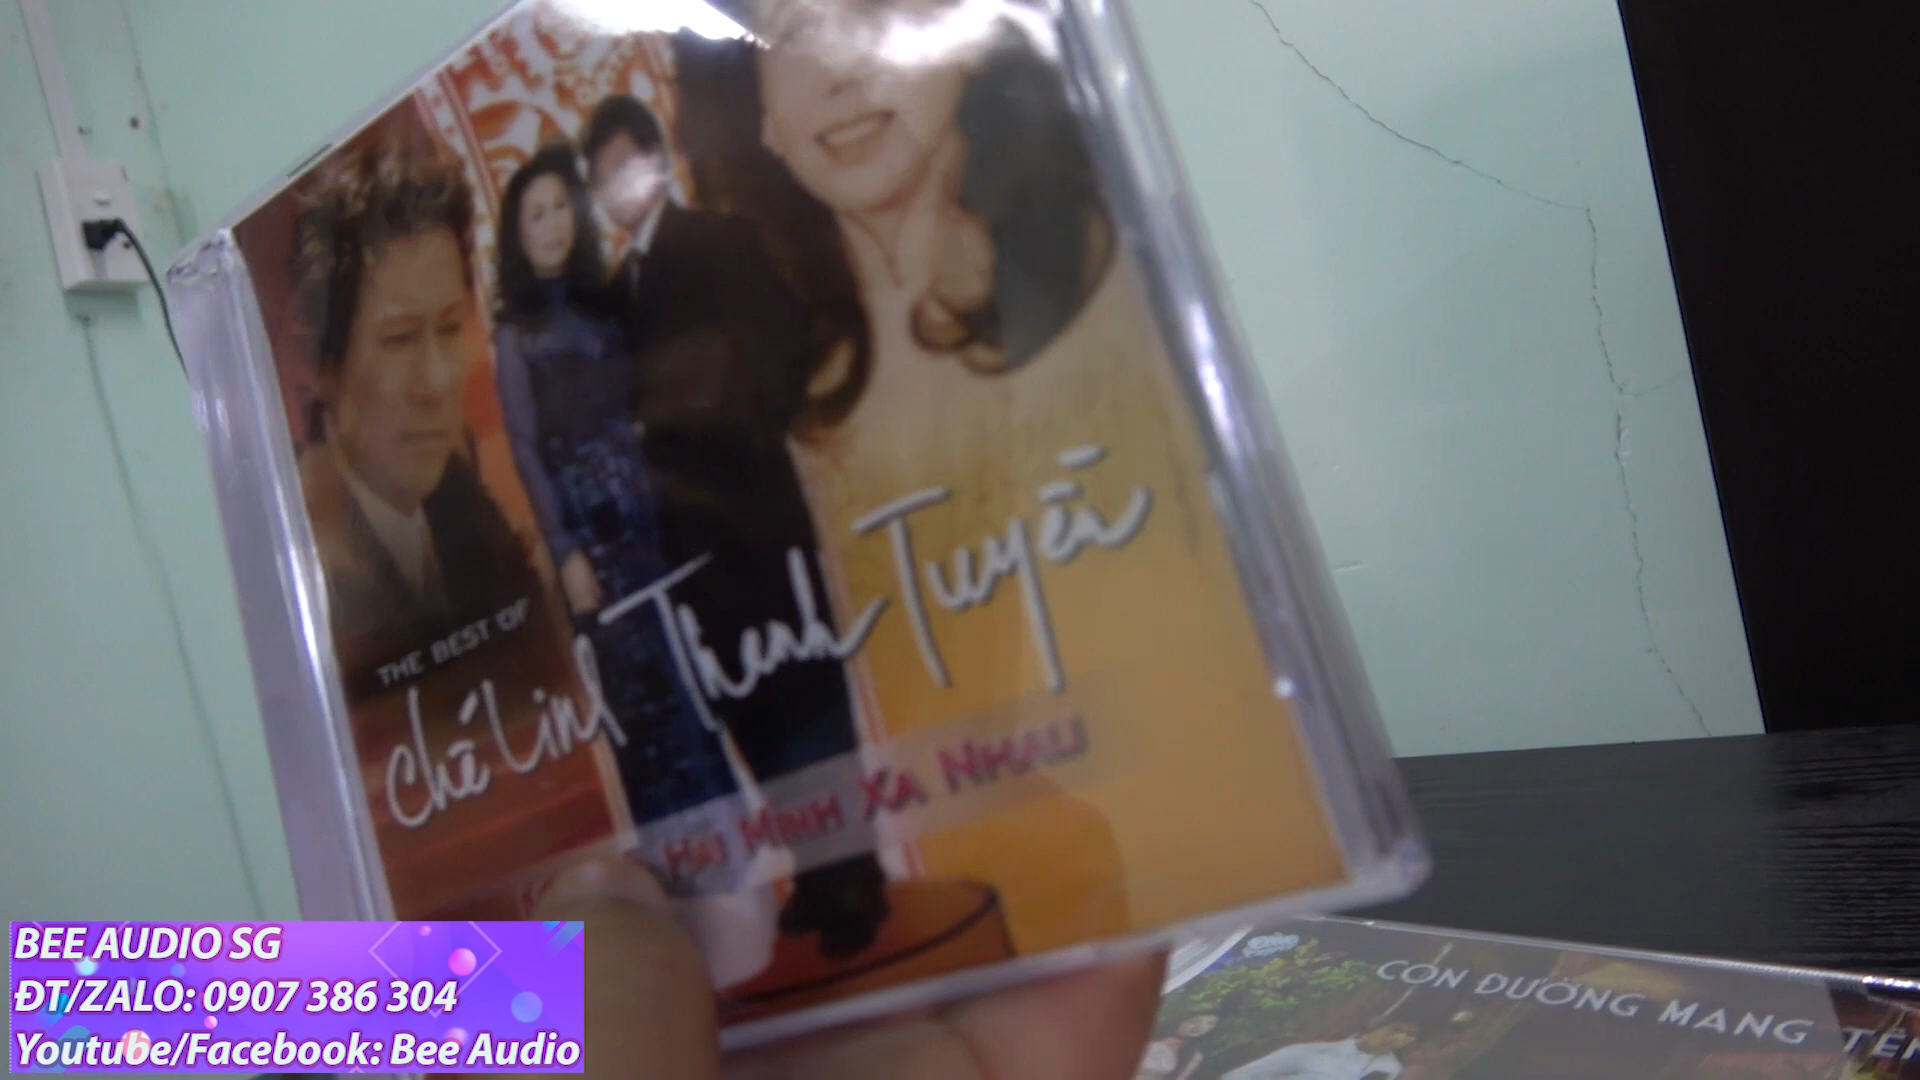 THE BEST OF
Chế Linh Thanh Tuyền
HAI MÌNH XA NHAU
CON ĐƯỜNG MANG TÊN
BEE AUDIO SG
ĐT/ZALO: 0907 386 304
Youtube/Facebook: Bee Audio